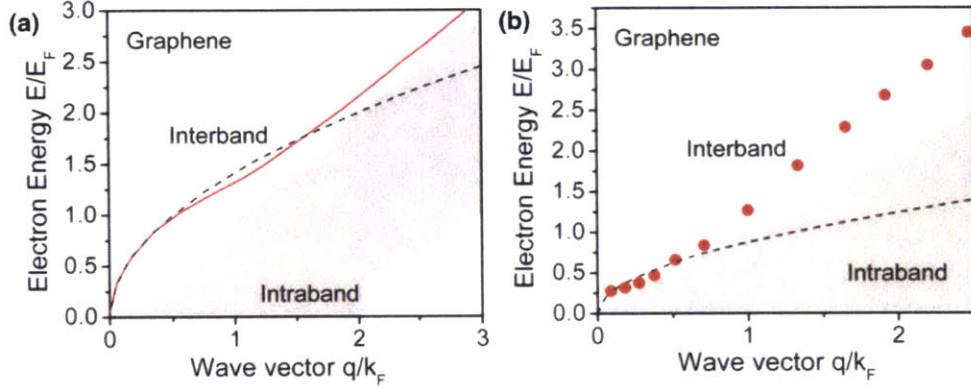 (a)
Graphene
Interband
Intraband
Electron Energy E/E_F
3.0
2.5
2.0
1.5
1.0
0.5
0.0
0
1
2
3
Wave vector q/k_F
(b)
Graphene
Interband
Intraband
Electron Energy E/E_F
3.5
3.0
2.5
2.0
1.5
1.0
0.5
0.0
0
1
2
Wave vector q/k_F